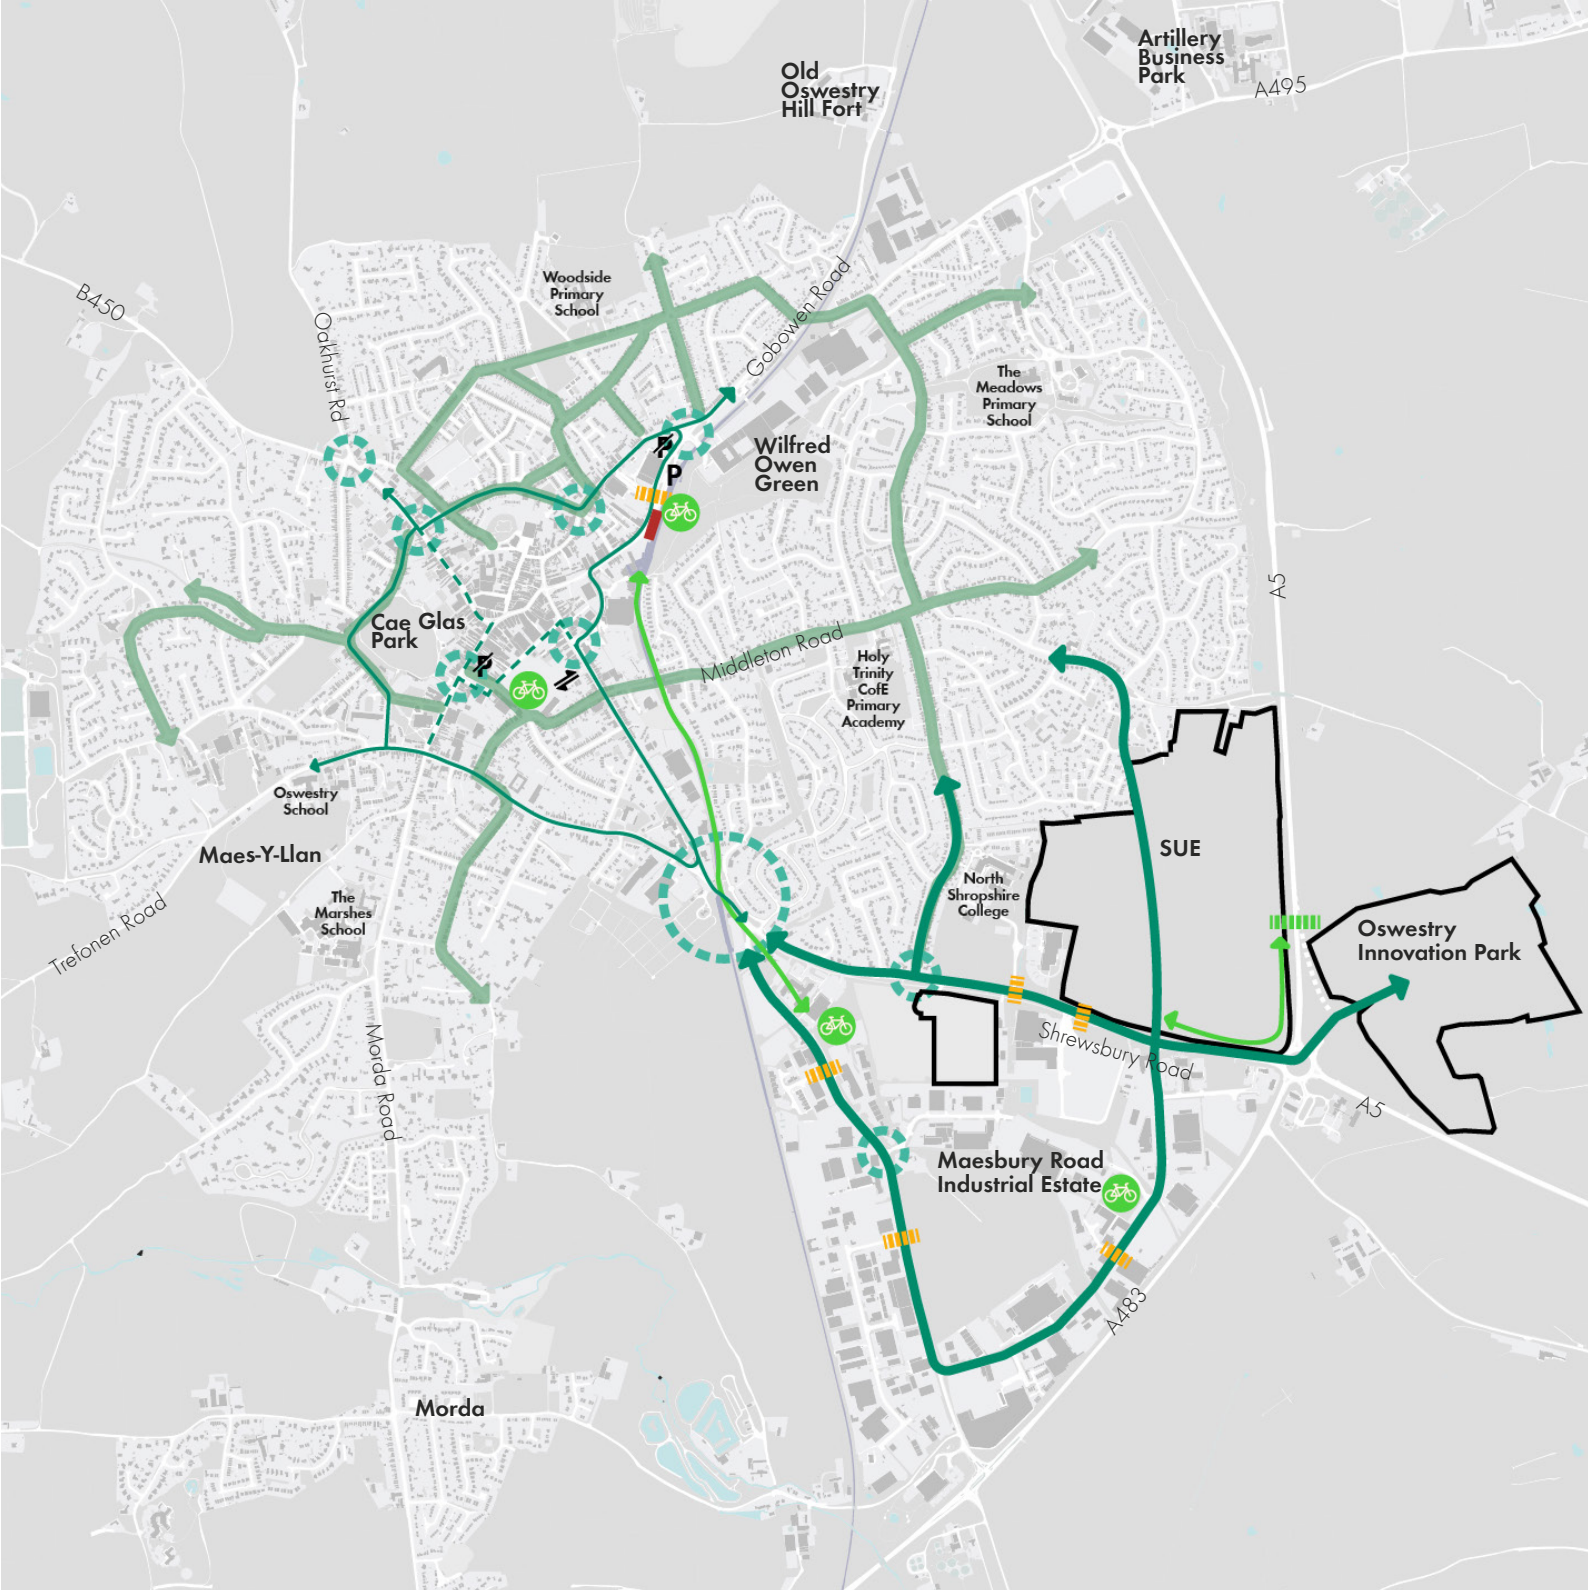 Artillery
Business
Park
A495
Old
Oswestry
Hill Fort
B450
Oakhurst Rd
Woodside
Primary
School
Gobowen Road
The
Meadows
Primary
School
P
P
Wilfred
Owen
Green
A5
Cae Glas
Park
P
Middleton Road
Holy
Trinity
CofE
Primary
Academy
Oswestry
School
Maes-Y-Llan
The
Marshes
School
Trefonen Road
North
Shropshire
College
SUE
Oswestry
Innovation Park
Shrewsbury Road
A5
Morda Road
Maesbury Road
Industrial Estate
A483
Morda